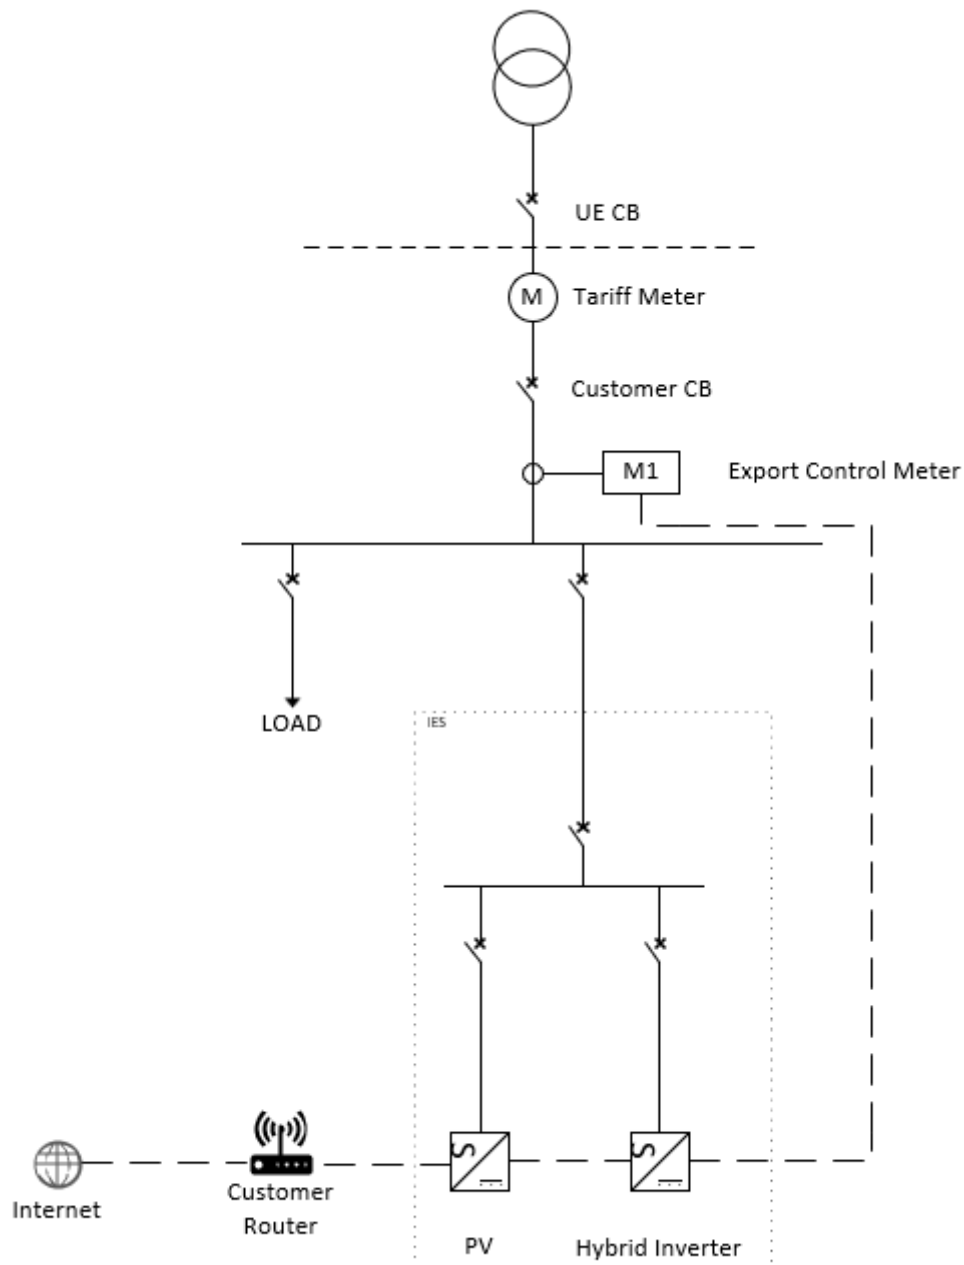 UE CB
M
Tariff Meter
Customer CB
M1
Export Control Meter
LOAD
IES
Internet
Customer
Router
PV
Hybrid Inverter